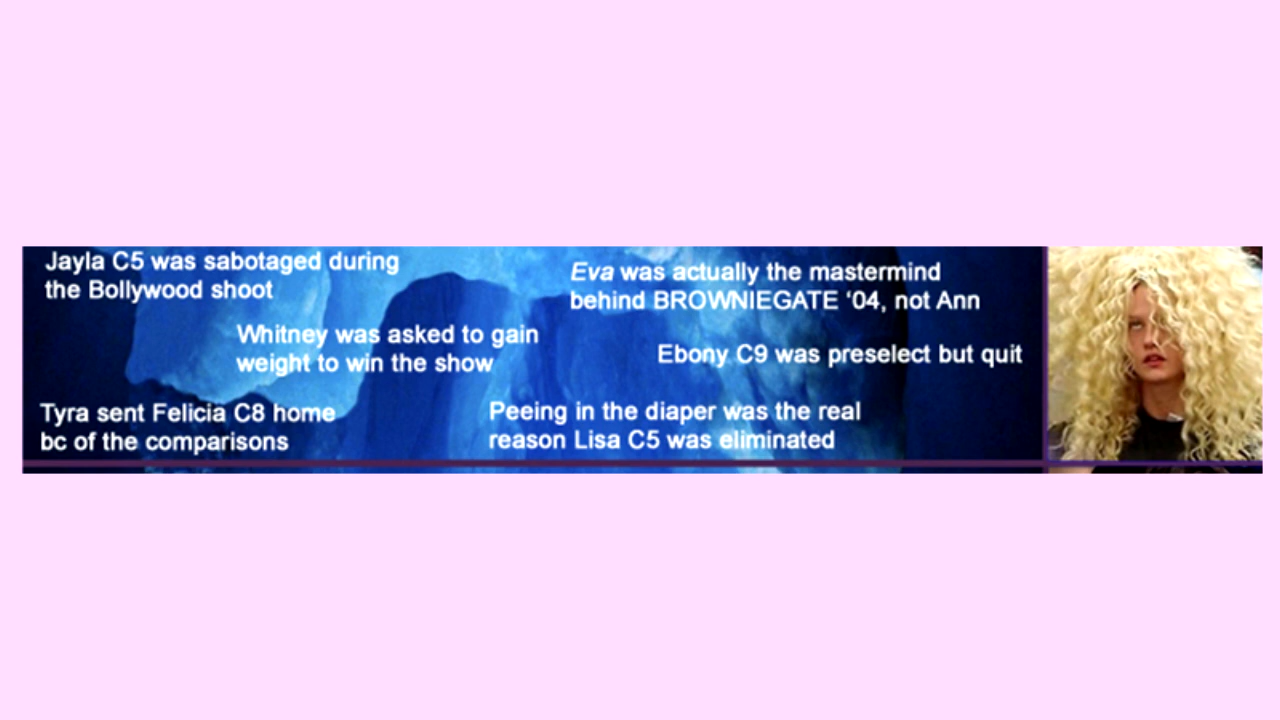 Jayla C5 was sabotaged during
the Bollywood shoot
Eva was actually the mastermind
behind BROWNIEGATE ‘04, not Ann
Whitney was asked to gain
weight to win the show
Ebony C9 was preselect but quit
Tyra sent Felicia C8 home
bc of the comparisons
Peeing in the diaper was the real
reason Lisa C5 was eliminated